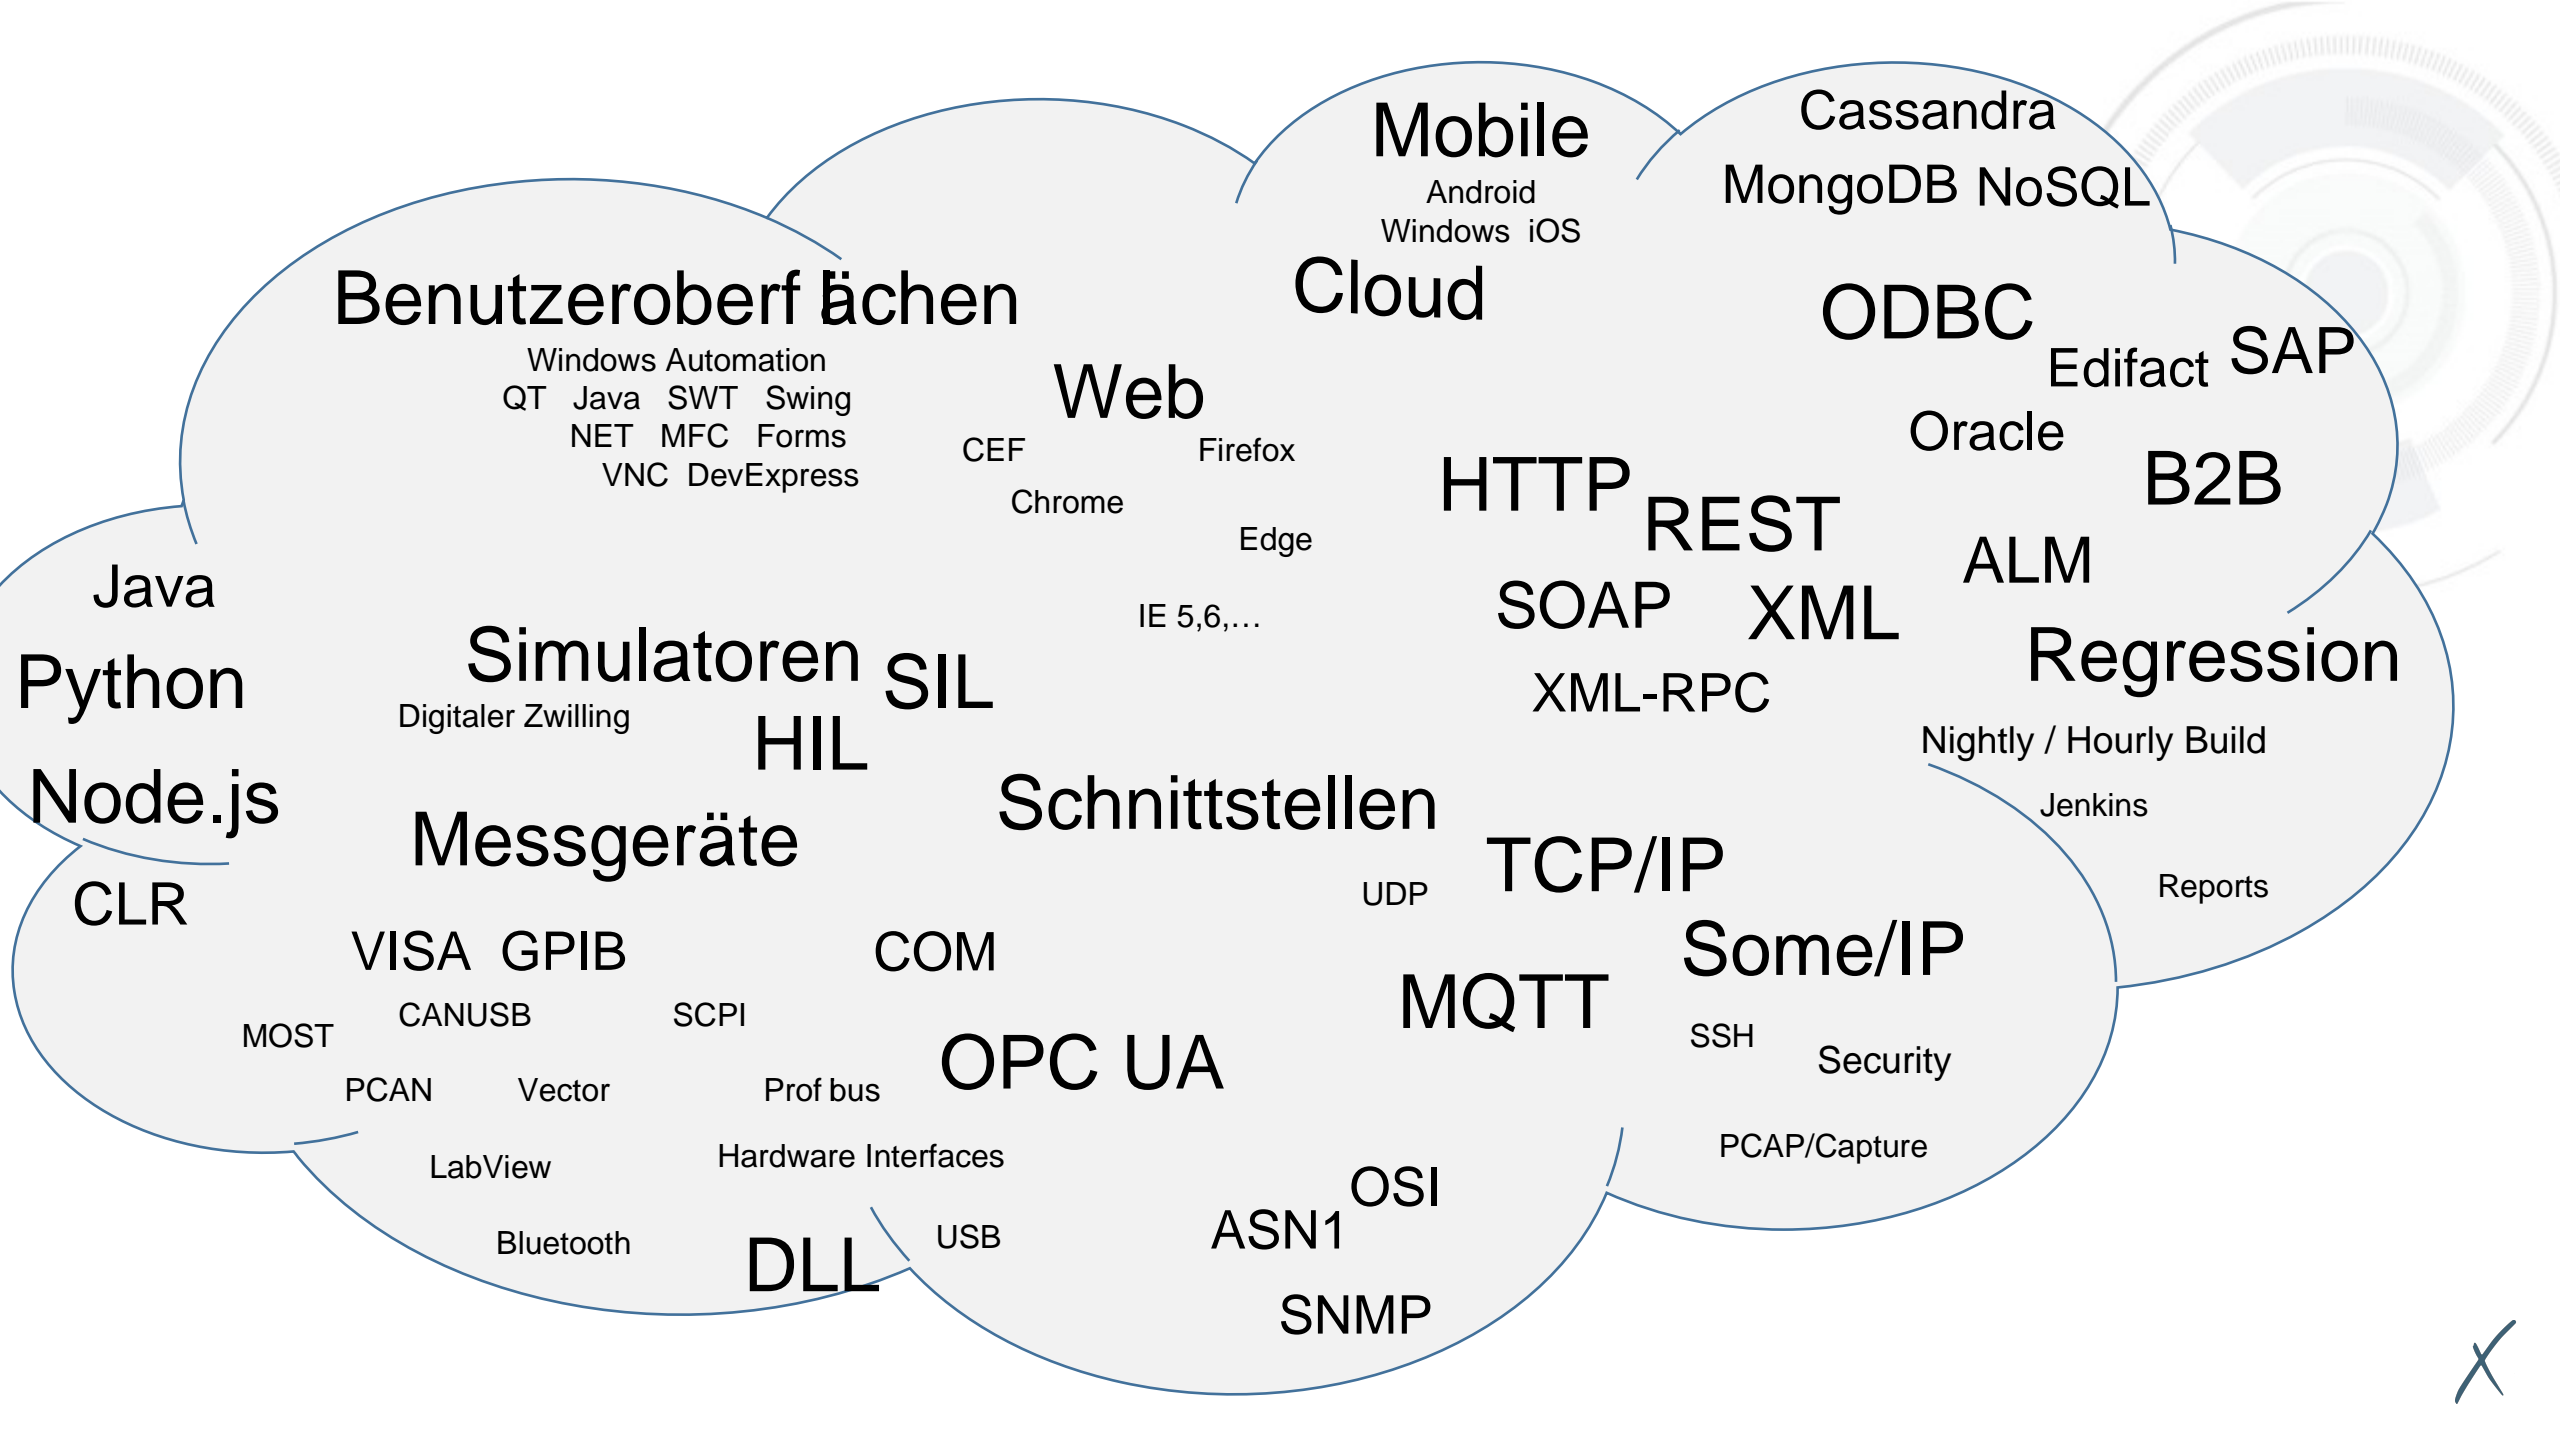 Mobile
Android
Windows iOS
Cloud
Cassandra
MongoDB NoSQL
ODBC
Edifact SAP
Oracle
B2B
Benutzeroberflächen
Windows Automation
QT Java SWT Swing
NET MFC Forms
VNC DevExpress
Web
CEF Firefox
Chrome
Edge
IE 5,6,…
HTTP
REST
SOAP
XML
XML-RPC
ALM
Regression
Nightly / Hourly Build
Jenkins
Reports
Java
Python
Node.js
CLR
Simulatoren
SIL
Digitaler Zwilling
HIL
Messgeräte
Schnittstellen
TCP/IP
UDP
Some/IP
MQTT
SSH
Security
PCAP/Capture
VISA GPIB
COM
CANUSB
SCPI
MOST
OPC UA
PCAN
Vector
Prof bus
LabView
Hardware Interfaces
Bluetooth
DLL
USB
OSI
ASN1
SNMP